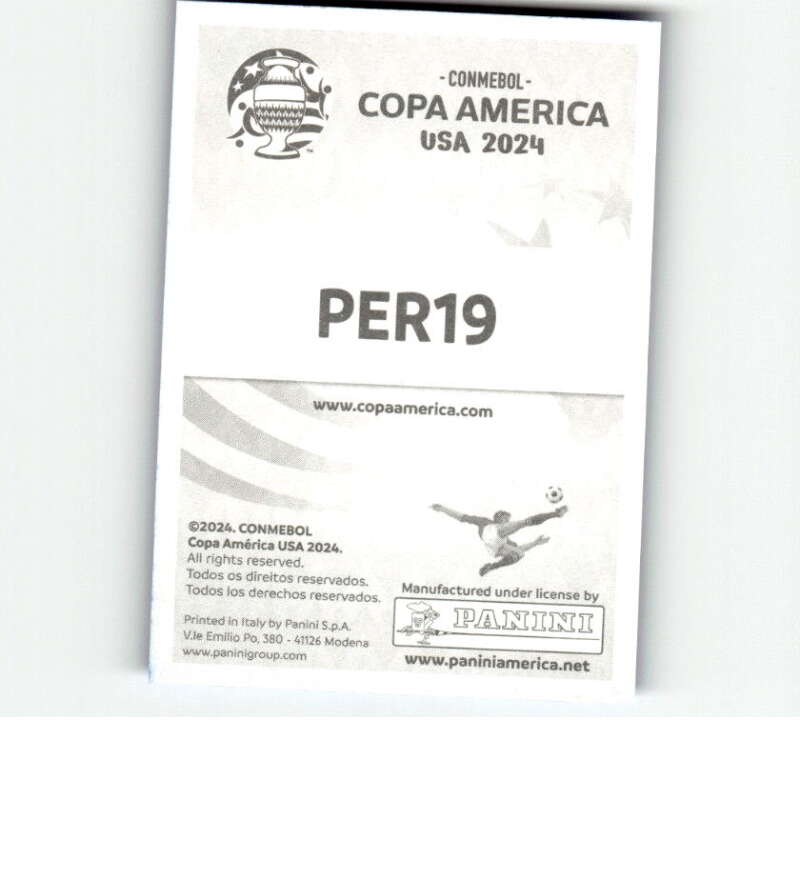 - CONMEBOL -
COPA AMERICA
USA 2024
TM
PER19
www.copaamerica.com
©2024. CONMEBOL
Copa América USA 2024.
All rights reserved.
Todos os direitos reservados.
Todos los derechos reservados.
Printed in Italy by Panini S.p.A.
V.le Emilio Po, 380 - 41126 Modena
www.paninigroup.com
Manufactured under license by
PANINI
www.paniniamerica.net